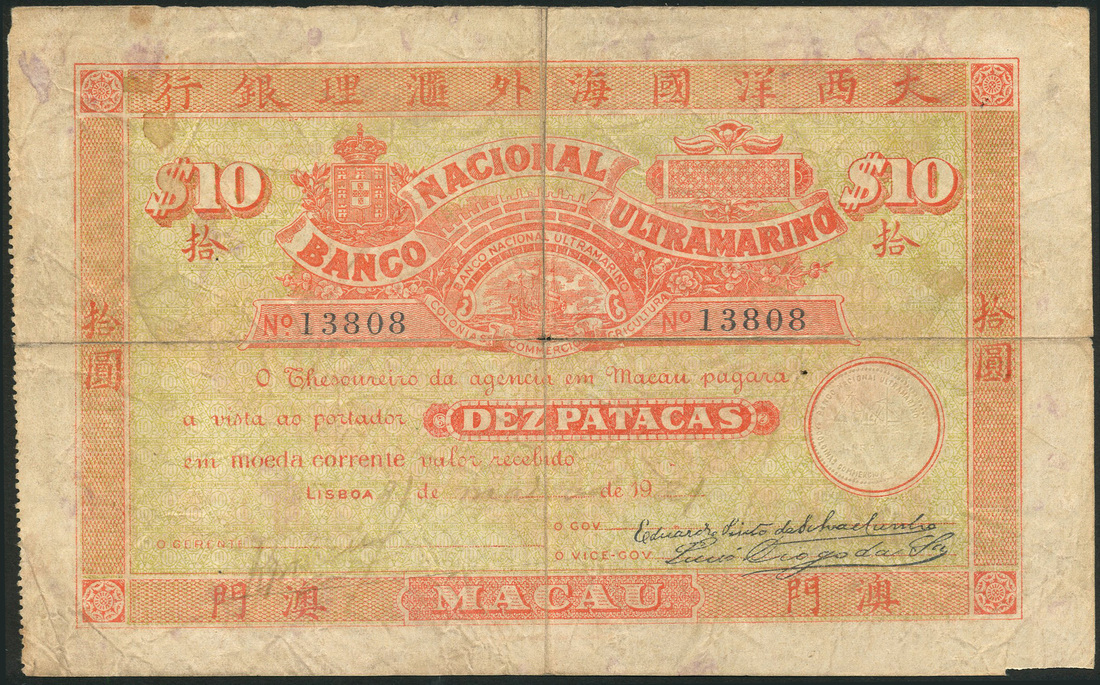 行銀理滙外海國洋西大
$10
拾
BANCO NACIONAL ULTRAMARINO
$10
拾
BANCO NACIONAL ULTRAMARINO
COLONIAS COMMERCIO AGRICULTURA
No 13808
No 13808
拾圓
拾圓
O Thesoureiro da agencia em Macau pagará
á vista ao portador DEZ PATACAS
em moeda corrente valor recebido
LISBOA de de 19
O GOV.
O GERENTE
O VICE-GOV.
門澳
MACAU.
門澳